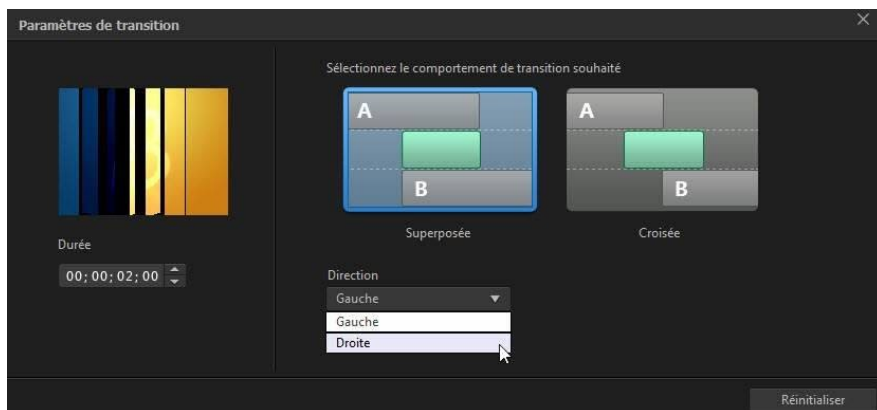 Paramètres de transition
Sélectionnez le comportement de transition souhaité
A
B
A
B
Superposée
Croisée
Durée
00;00;02;00
Direction
Gauche
Gauche
Droite
Réinitialiser